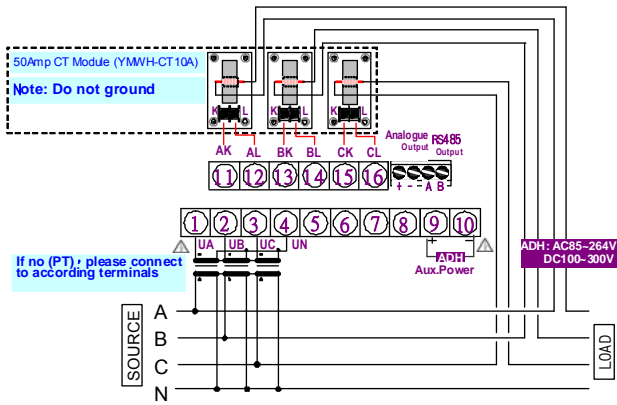 50Amp CT Module (YMWH-CT10A)
Note: Do not ground
K L K L K L
AK AL BK BL CK CL
Analogue RS485
Output Output
11 12 13 14 15 16
+ - - A B
1 2 3 4 5 6 7 8 9 10
UA UB UC UN
+ -
ADH
Aux.Power
ADH: AC85~264V
DC100~300V
If no (PT)，please connect
to according terminals
SOURCE
A
B
C
N
LOAD